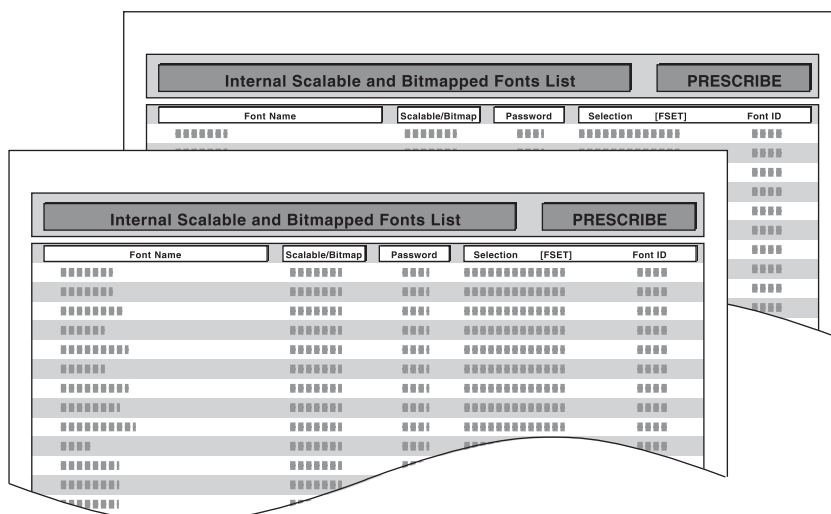 Internal Scalable and Bitmapped Fonts List PRESCRIBE
Font Name Scalable/Bitmap Password Selection [FSET] Font ID
Internal Scalable and Bitmapped Fonts List PRESCRIBE
Font Name Scalable/Bitmap Password Selection [FSET] Font ID